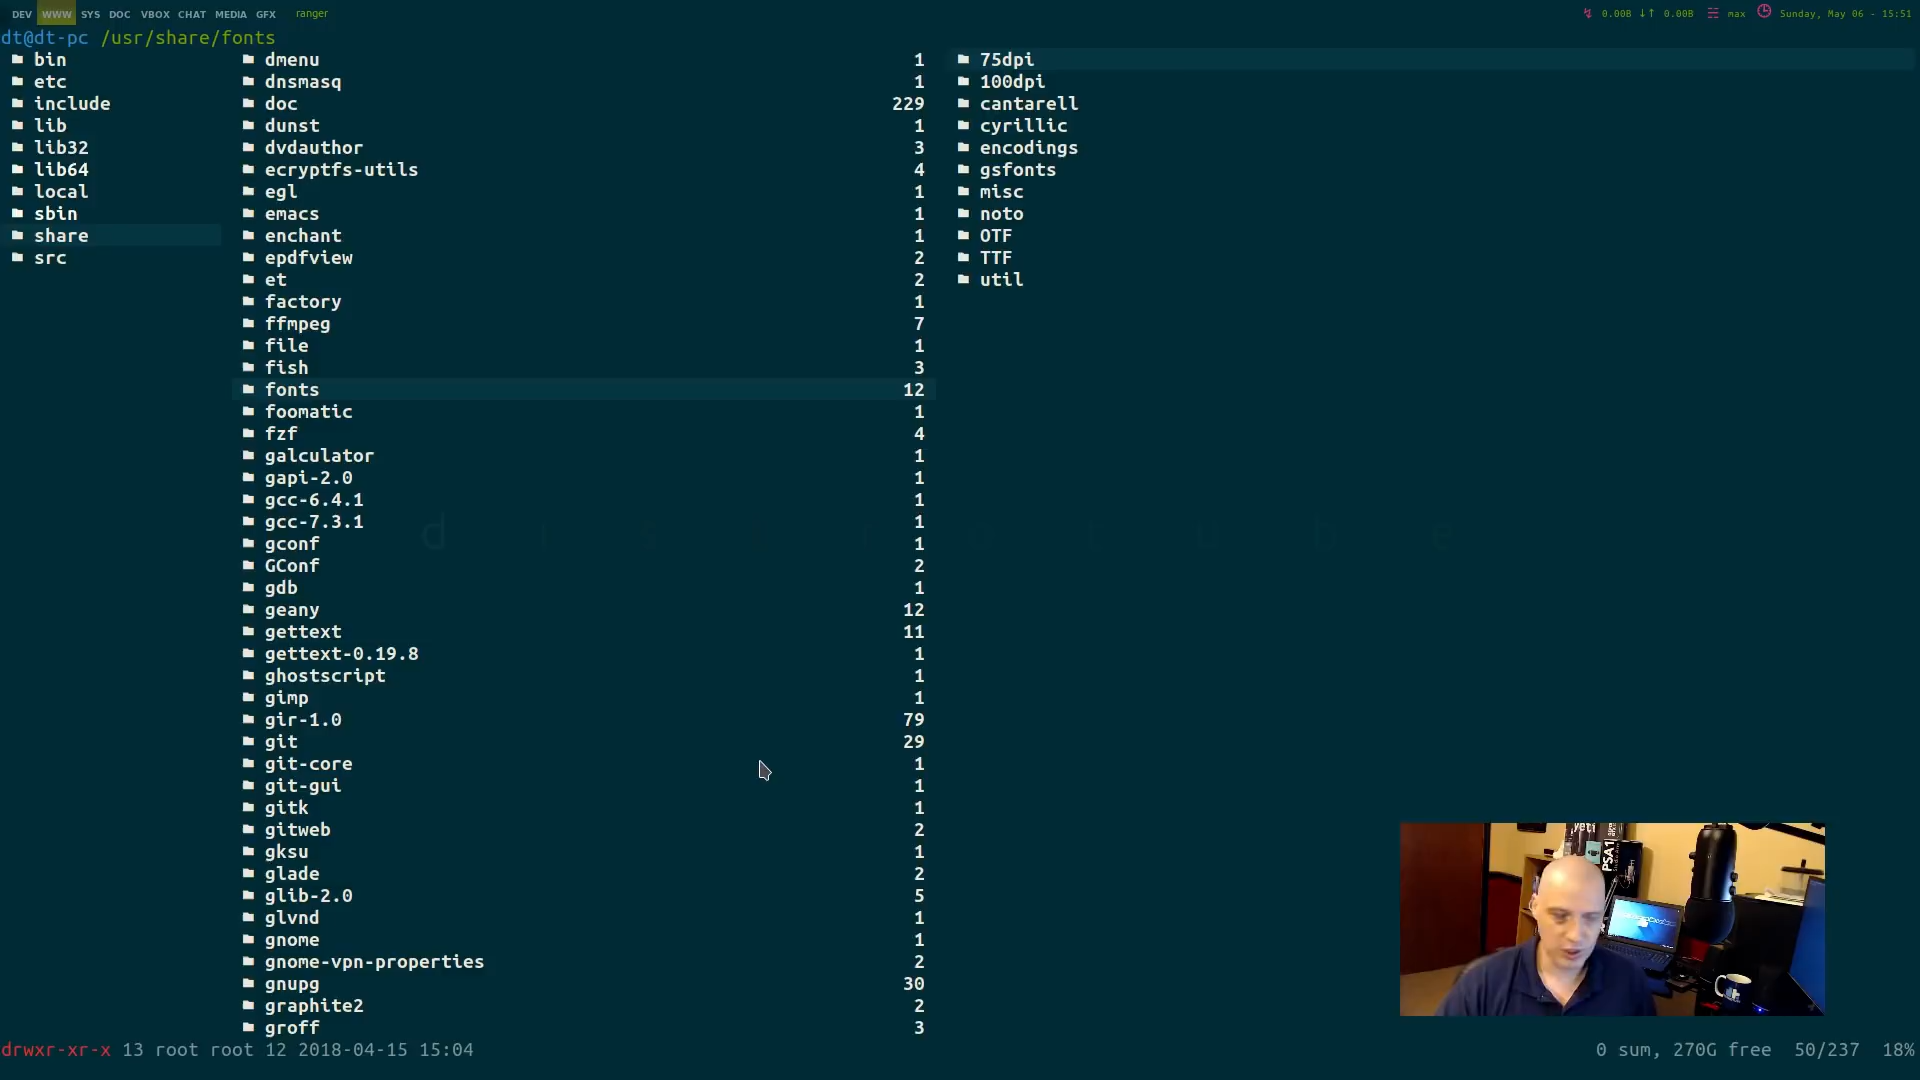 DEV WWW SYS DOC VBOX CHAT MEDIA GFX ranger 0.00B ↓↑ 0.00B max Sunday, May 06 - 15:51
dt@dt-pc /usr/share/fonts
bin dmenu 1 75dpi
etc dnsmasq 1 100dpi
include doc 229 cantarell
lib dunst 1 cyrillic
lib32 dvdauthor 3 encodings
lib64 ecryptfs-utils 4 gsfonts
local egl 1 misc
sbin emacs 1 noto
share enchant 1 OTF
src epdfview 2 TTF
et 2 util
factory 1
ffmpeg 7
file 1
fish 3
fonts 12
foomatic 1
fzf 4
galculator 1
gapi-2.0 1
gcc-6.4.1 1
gcc-7.3.1 1
gconf 1
GConf 2
gdb 1
geany 12
gettext 11
gettext-0.19.8 1
ghostscript 1
gimp 1
gir-1.0 79
git 29
git-core 1
git-gui 1
gitk 1
gitweb 2
gksu 1
glade 2
glib-2.0 5
glvnd 1
gnome 1
gnome-vpn-properties 2
gnupg 30
graphite2 2
groff 3
yeti
PSA1
drwxr-xr-x 13 root root 12 2018-04-15 15:04 0 sum, 270G free 50/237 18%